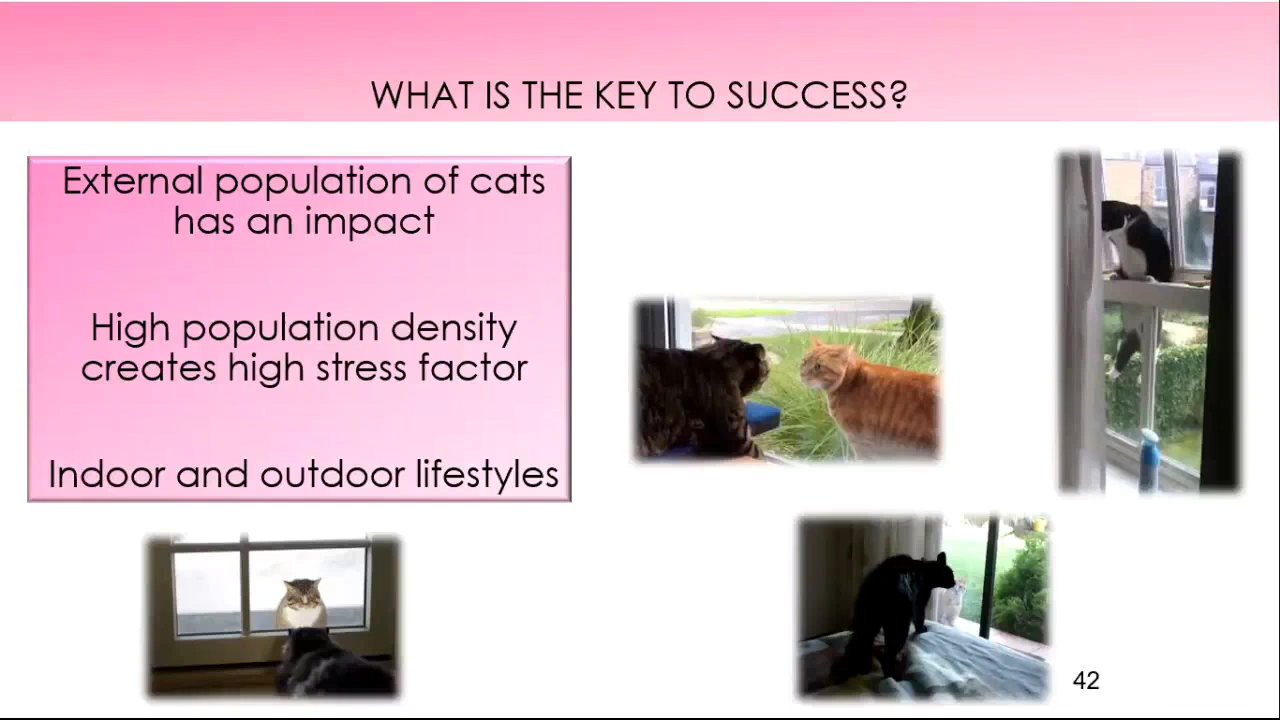 WHAT IS THE KEY TO SUCCESS?
External population of cats
has an impact
High population density
creates high stress factor
Indoor and outdoor lifestyles
42